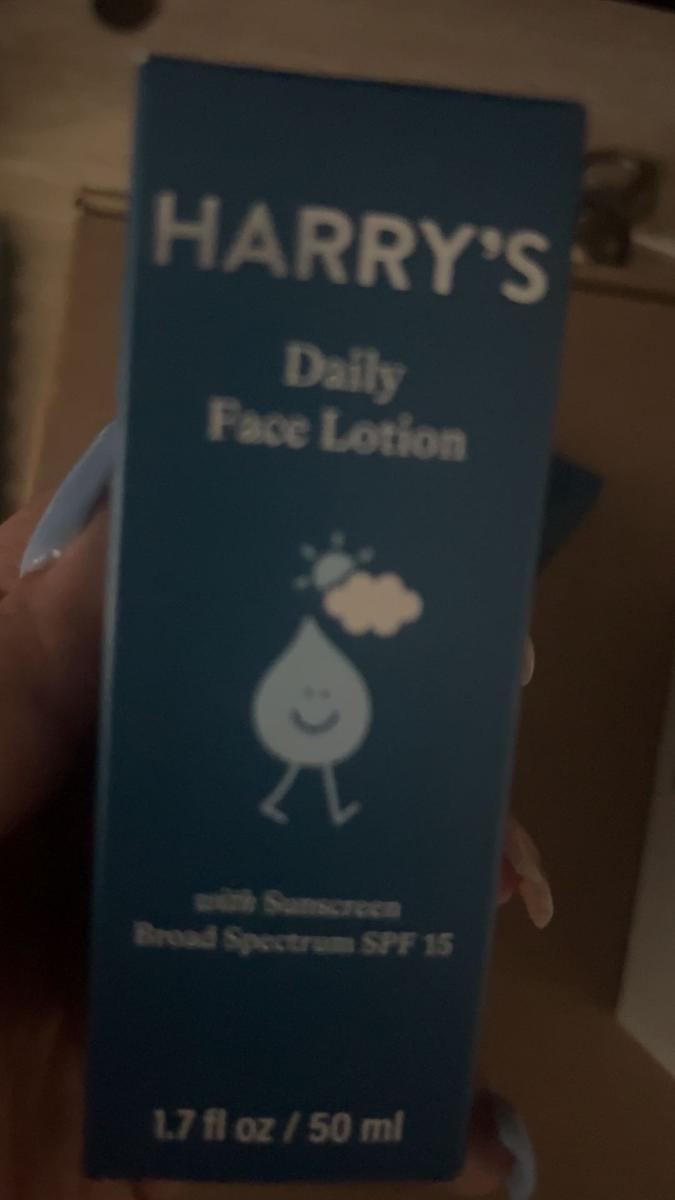 HARRY'S
Daily
Face Lotion
with Sunscreen
Broad Spectrum SPF 15
1.7 fl oz / 50 ml